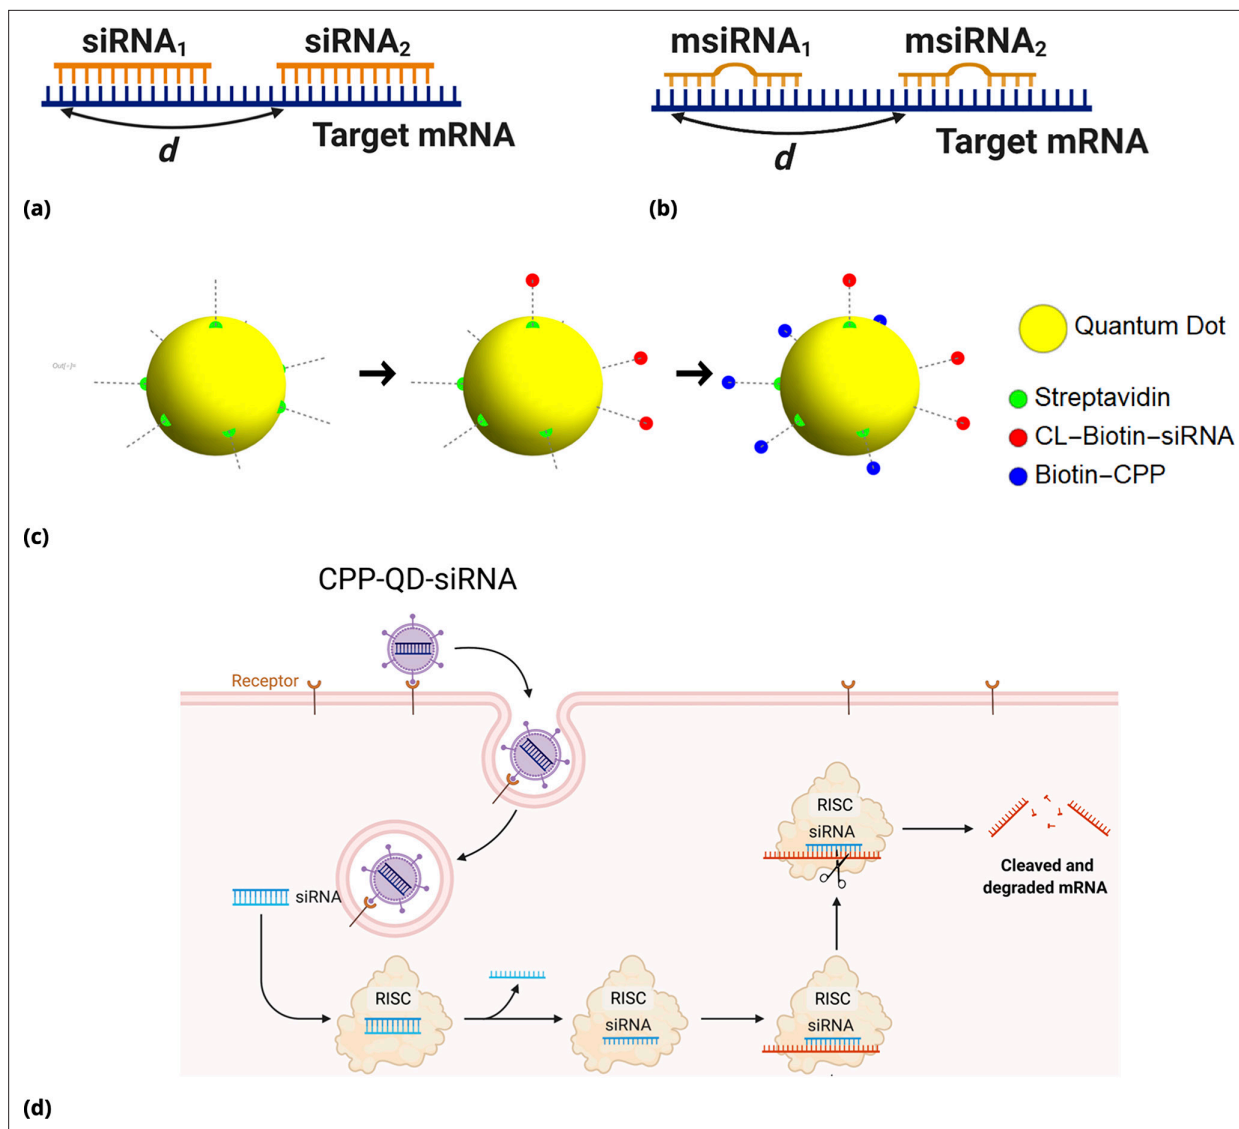 siRNA₁ siRNA₂
d
Target mRNA
(a)
msiRNA₁ msiRNA₂
d
Target mRNA
(b)
Out[-]=
Quantum Dot
Streptavidin
CL–Biotin–siRNA
Biotin–CPP
(c)
CPP-QD-siRNA
Receptor
siRNA
RISC
RISC
siRNA
RISC
siRNA
RISC
siRNA
Cleaved and
degraded mRNA
(d)